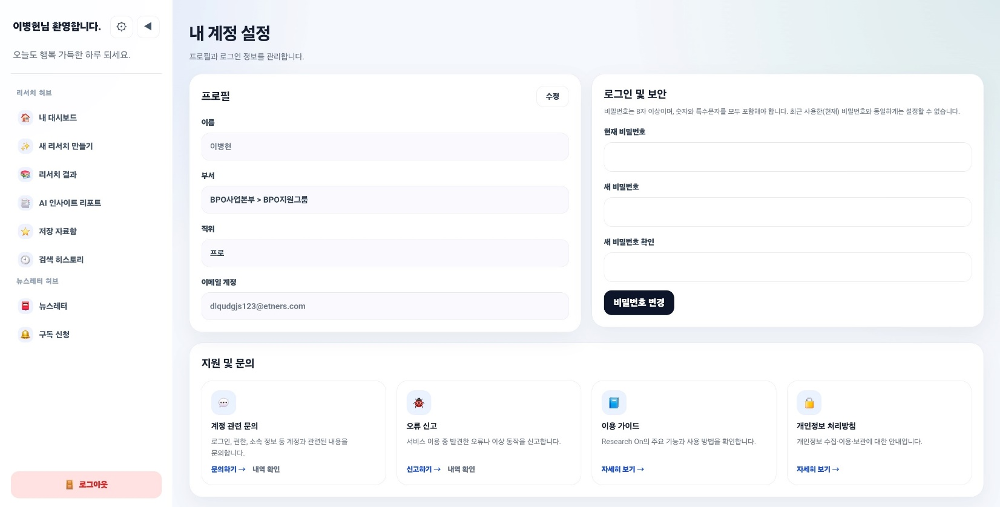 이병헌님 환영합니다.
오늘도 행복 가득한 하루 되세요.
리서치 허브
내 대시보드
새 리서치 만들기
리서치 결과
AI 인사이트 리포트
저장 자료함
검색 히스토리
뉴스레터 허브
뉴스레터
구독 신청
로그아웃
내 계정 설정
프로필과 로그인 정보를 관리합니다.
프로필
수정
이름
이병헌
부서
BPO사업본부 > BPO지원그룹
직위
프로
이메일 계정
dlqudgjs123@etners.com
로그인 및 보안
비밀번호는 8자 이상이며, 숫자와 특수문자를 모두 포함해야 합니다. 최근 사용한(현재) 비밀번호와 동일하게는 설정할 수 없습니다.
현재 비밀번호
새 비밀번호
새 비밀번호 확인
비밀번호 변경
지원 및 문의
계정 관련 문의
로그인, 권한, 소속 정보 등 계정과 관련된 내용을
문의합니다.
문의하기 → 내역 확인
오류 신고
서비스 이용 중 발견한 오류나 이상 동작을 신고합니다.
신고하기 → 내역 확인
이용 가이드
Research On의 주요 기능과 사용 방법을 확인합니다.
자세히 보기 →
개인정보 처리방침
개인정보 수집·이용·보관에 대한 안내입니다.
자세히 보기 →